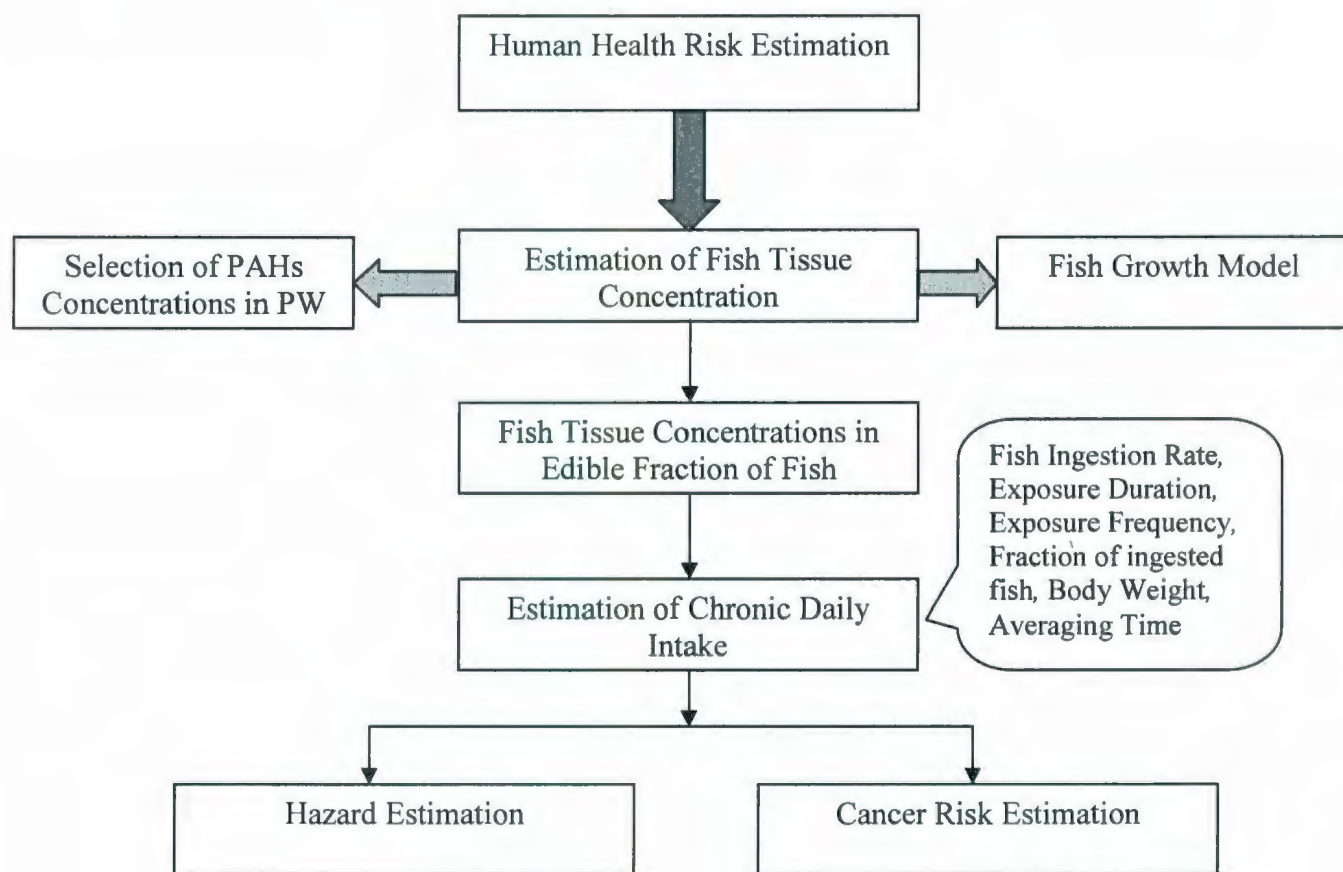 Human Health Risk Estimation
Selection of PAHs
Concentrations in PW
Estimation of Fish Tissue
Concentration
Fish Growth Model
Fish Tissue Concentrations in
Edible Fraction of Fish
Fish Ingestion Rate,
Exposure Duration,
Exposure Frequency,
Fraction of ingested
fish, Body Weight,
Averaging Time
Estimation of Chronic Daily
Intake
Hazard Estimation
Cancer Risk Estimation